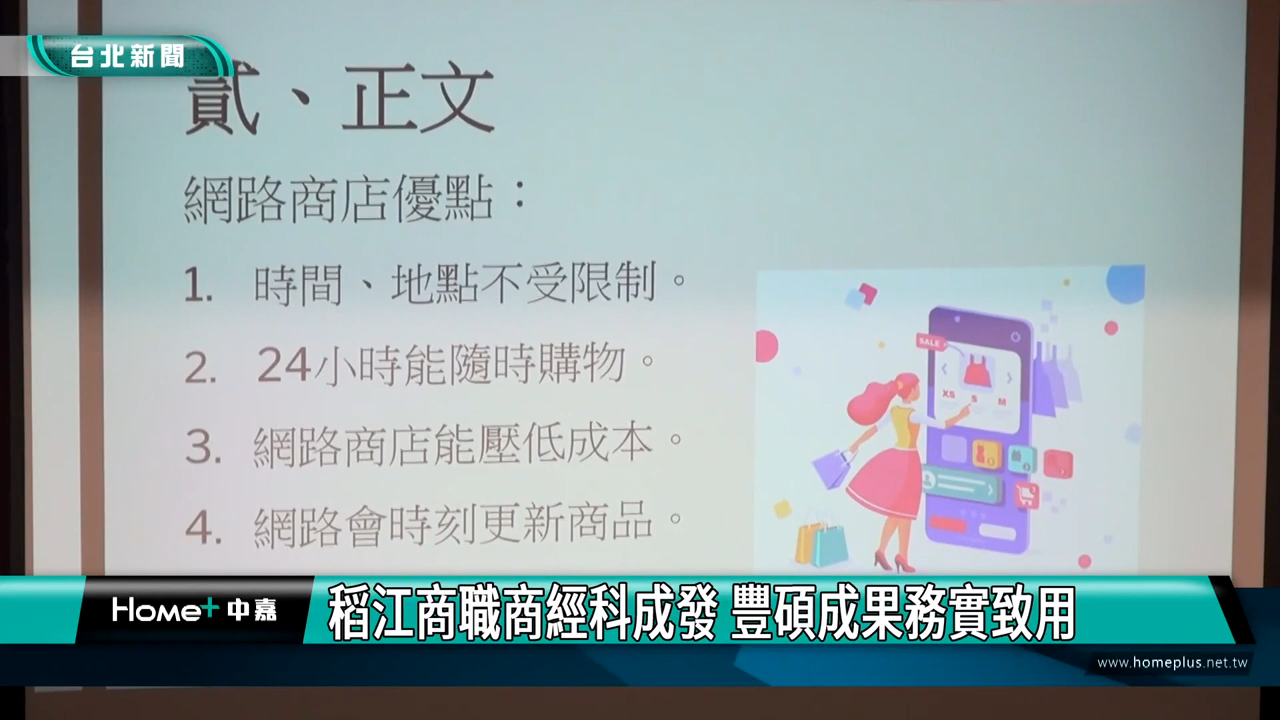 台北新聞
貳、正文
網路商店優點：
1. 時間、地點不受限制。
2. 24小時能隨時購物。
3. 網路商店能壓低成本。
4. 網路會時刻更新商品。
SALE
XS S M
Home+中嘉
稻江商職商經科成發 豐碩成果務實致用
www.homeplus.net.tw